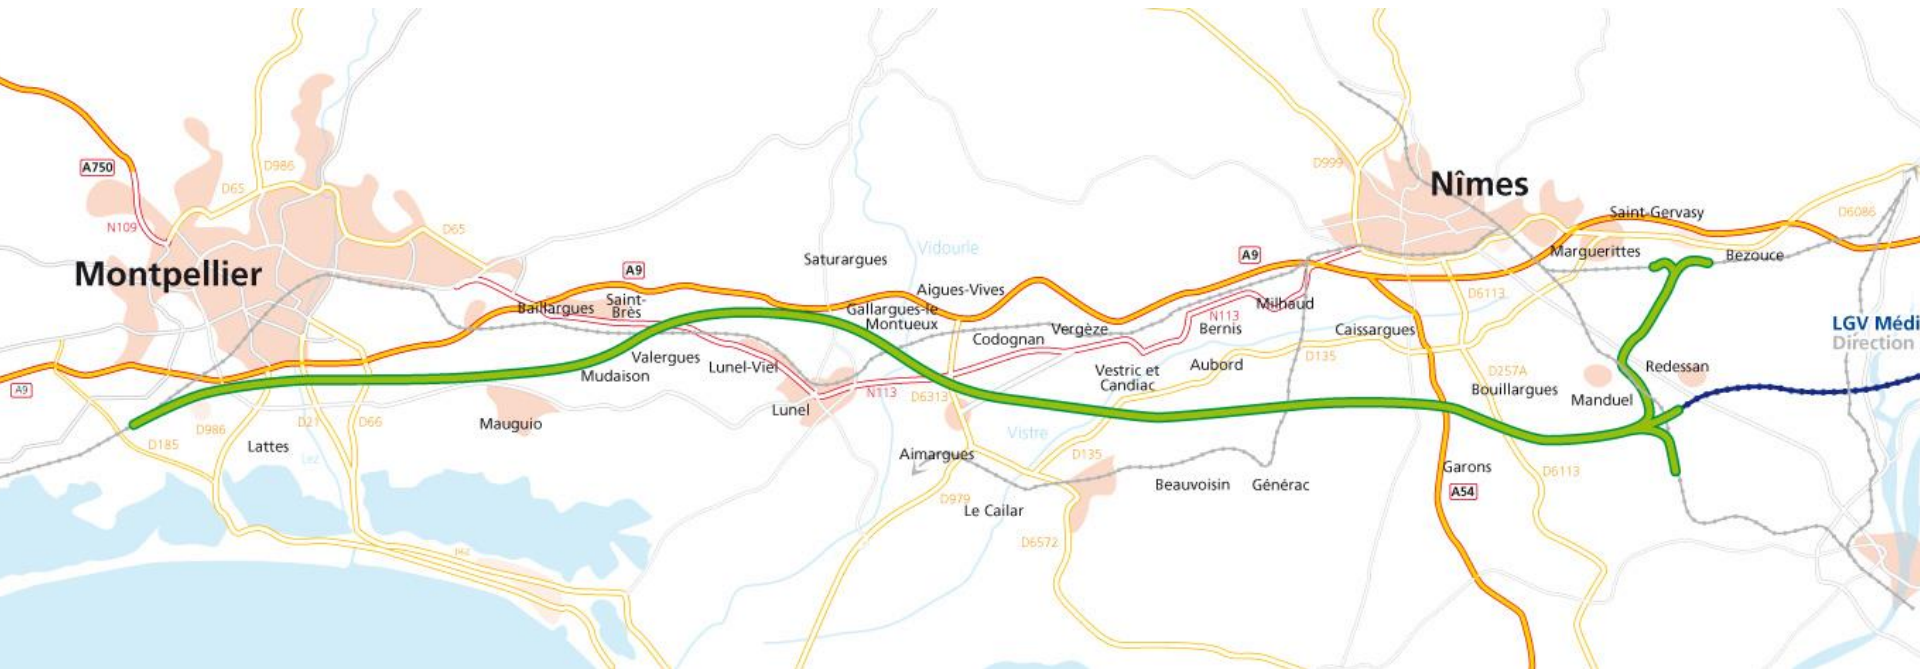 A750
D986
D65
N109
D65
Montpellier
A9
Baillargues
Saint-
Brès
Saturargues
Vidourle
Aigues-Vives
Gallargues-le
Montueux
Codognan
Vergèze
A9
N113
Bernis
Milhaud
Caissargues
D999
Nîmes
Saint-Gervasy
Marguerittes
Bezouce
D6086
D6113
LGV Médi
Direction
A9
Valergues
Mudaison
Lunel-Viel
Lunel
N113
D6313
Vestric et
Candiac
Aubord
D135
D257A
Bouillargues
Manduel
Redessan
D185
D986
Lattes
D21
D66
Lez
Mauguio
Aimargues
Vistre
D135
D979
Le Cailar
D6572
Beauvoisin
Générac
Garons
A54
D6113